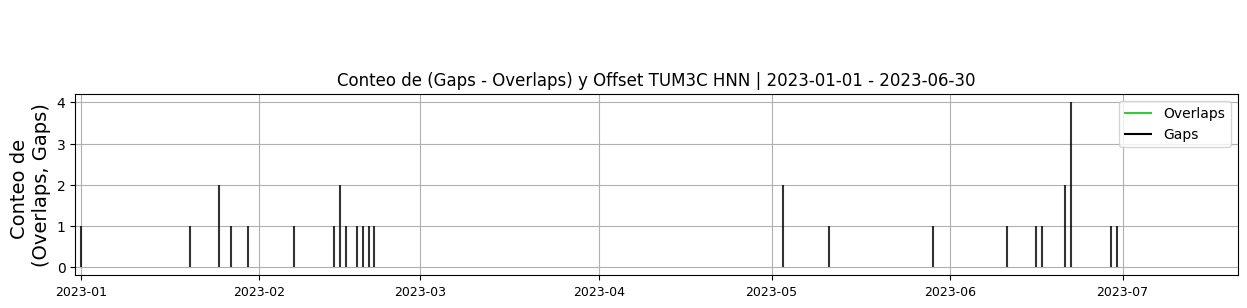 Conteo de (Gaps - Overlaps) y Offset TUM3C HNN | 2023-01-01 - 2023-06-30
Conteo de
(Overlaps, Gaps)
4
3
2
1
0
Overlaps
Gaps
2023-01
2023-02
2023-03
2023-04
2023-05
2023-06
2023-07